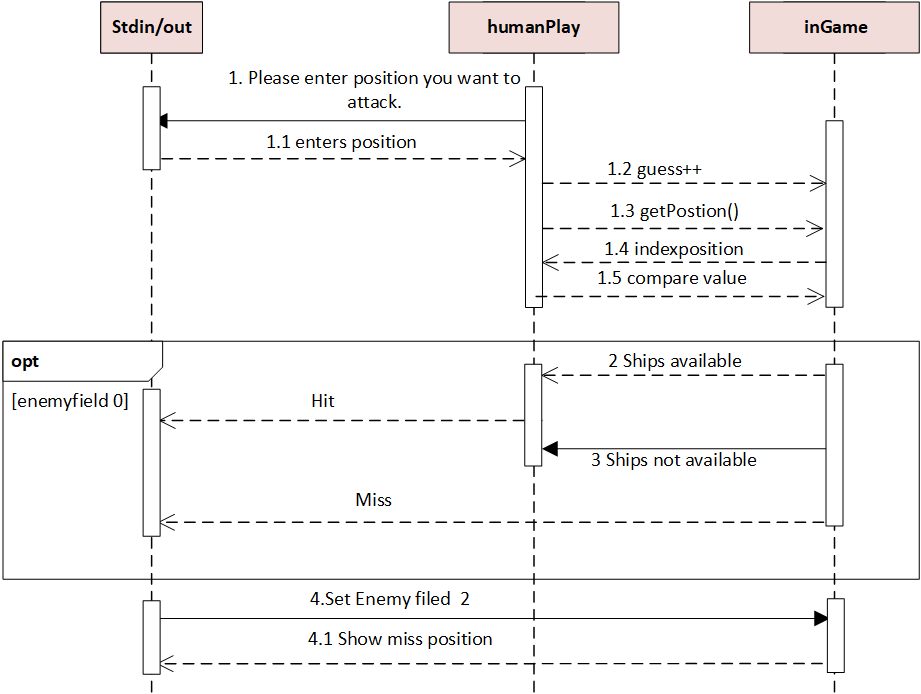 Stdin/out
humanPlay
inGame
1. Please enter position you want to
attack.
1.1 enters position
1.2 guess++
1.3 getPostion()
1.4 indexposition
1.5 compare value
opt
[enemyfield 0]
2 Ships available
Hit
3 Ships not available
Miss
4.Set Enemy filed  2
4.1 Show miss position